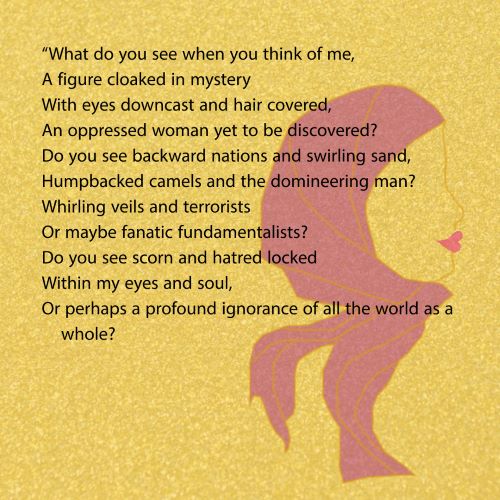 “What do you see when you think of me,
A figure cloaked in mystery
With eyes downcast and hair covered,
An oppressed woman yet to be discovered?
Do you see backward nations and swirling sand,
Humpbacked camels and the domineering man?
Whirling veils and terrorists
Or maybe fanatic fundamentalists?
Do you see scorn and hatred locked
Within my eyes and soul,
Or perhaps a profound ignorance of all the world as a
whole?